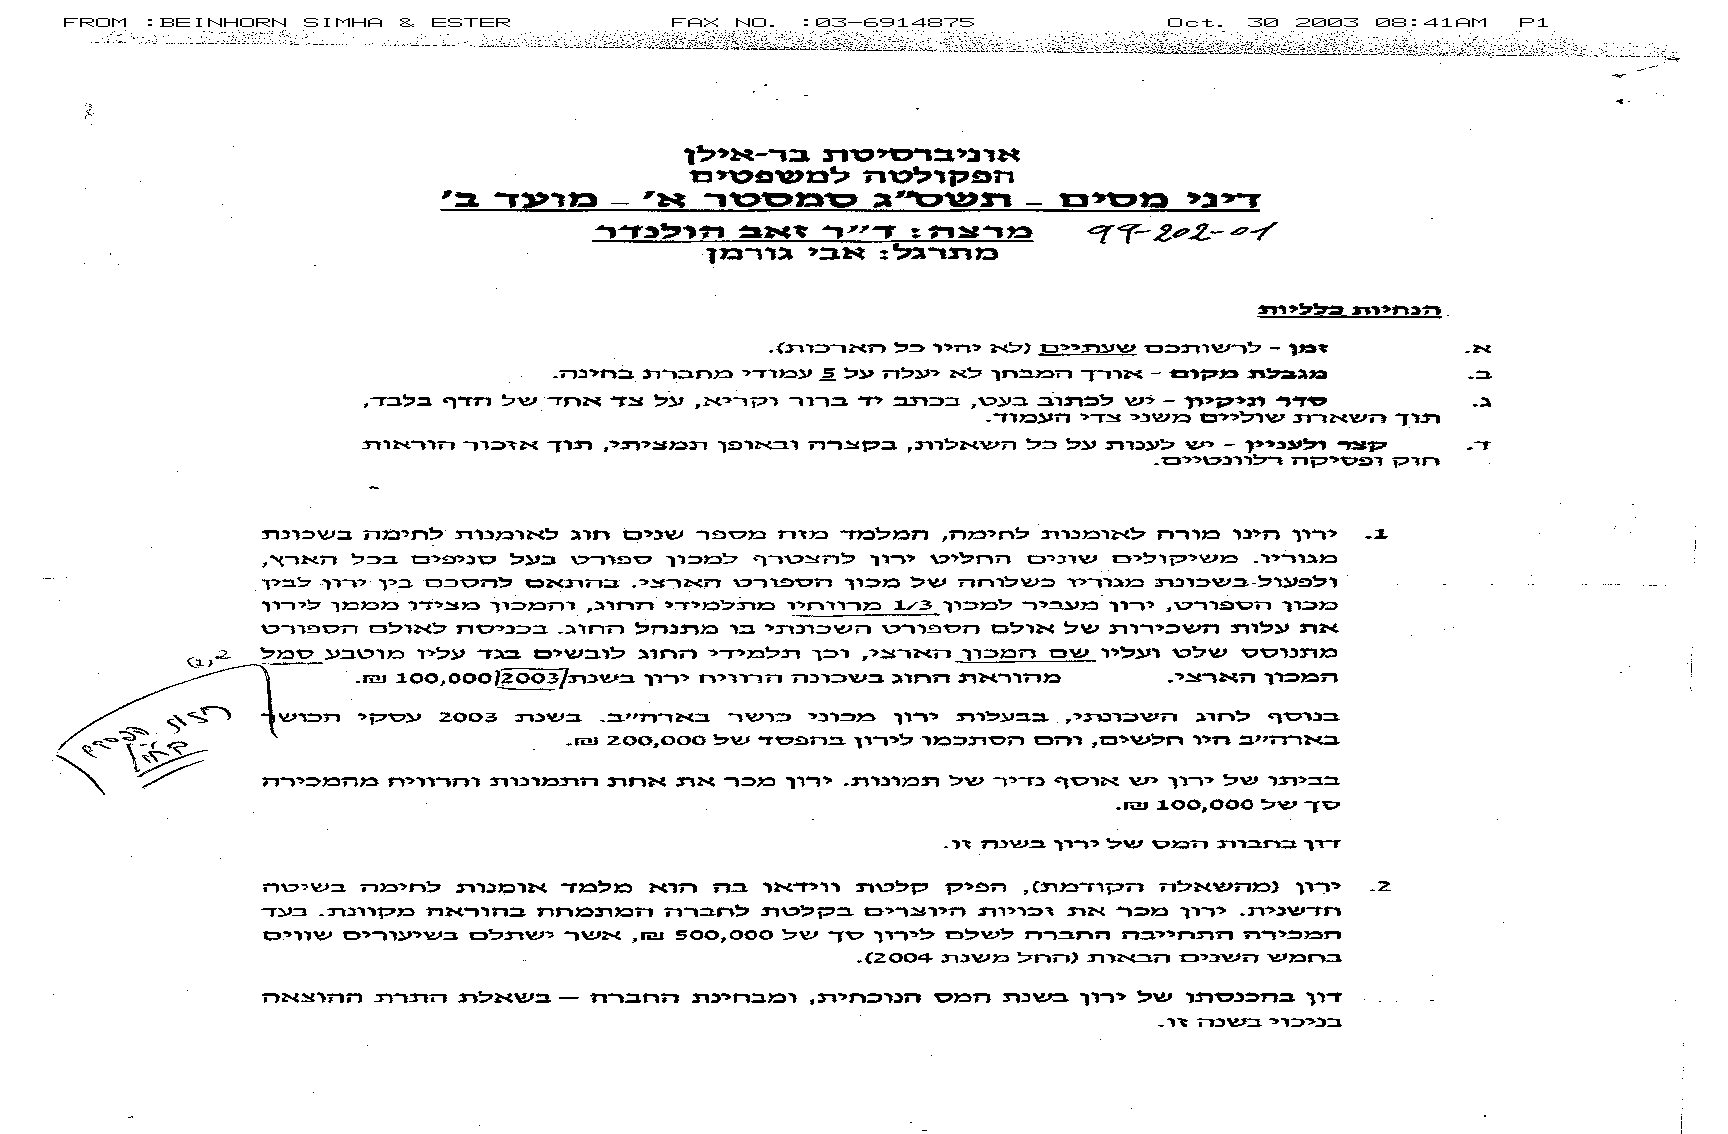 FROM :BEINHORN SIMHA & ESTER FAX NO. :03-6914875 Oct. 30 2003 08:41AM P1
אוניברסיטת בר-אילן
הפקולטה למשפטים
דיני מסים – תשס"ג סמסטר א' – מועד ב'
מרצה: ד"ר זאב הולנדר 99-202-01
מתרגל: אבי גורמן
הנחיות כלליות
א. זמן – לרשותכם שעתיים (לא יהיו כל הארכות).
ב. מגבלת מקום – אורך המבחן לא יעלה על 5 עמודי מחברת בחינה.
ג. סדר וניקיון – יש לכתוב בעט, בכתב יד ברור וקריא, על צד אחד של הדף בלבד,
תוך השארת שוליים משני צדי העמוד.
ד. קצר ולעניין – יש לענות על כל השאלות, בקצרה ובאופן תמציתי, תוך אזכור הוראות
חוק ופסיקה רלוונטיים.
1. ירון הינו מורה לאומנות לחימה, המלמד מזה מספר שנים חוג לאומנות לחימה בשכונת
מגוריו. משיקולים שונים החליט ירון להצטרף למכון ספורט בעל סניפים בכל הארץ,
ולפעול בשכונת מגוריו כשלוחה של מכון הספורט הארצי. בהתאם להסכם בין ירון לבין
מכון הספורט, ירון מעביר למכון 1/3 מרווחיו מתלמידי החוג, והמכון מצידו מממן לירון
את עלות השכירות של אולם הספורט השכונתי בו מתנהל החוג. בכניסה לאולם הספורט
מתנוסס שלט ועליו שם המכון הארצי, וכן תלמידי החוג לובשים בגד עליו מוטבע סמל
המכון הארצי. מהוראת החוג בשכונה הרוויח ירון בשנת 2003 100,000 ₪.
בנוסף לחוג השכונתי, בבעלות ירון מכוני כושר בארה"ב. בשנת 2003 עסקי הכושר
בארה"ב היו חלשים, והם הסתכמו לירון בהפסד של 200,000 ₪.
בביתו של ירון יש אוסף נדיר של תמונות. ירון מכר את אחת התמונות והרוויח מהמכירה
סך של 100,000 ₪.
דון בחבות המס של ירון בשנה זו.
2. ירון (מהשאלה הקודמת), הפיק קלטת ווידאו בה הוא מלמד אומנות לחימה בשיטה
חדשנית. ירון מכר את זכויות היוצרים בקלטת לחברה המתמחה בהוראה מקוונת. בעד
המכירה התחייבה החברה לשלם לירון סך של 500,000 ₪, אשר ישתלם בשיעורים שווים
בחמש השנים הבאות (החל משנת 2004).
דון בהכנסתו של ירון בשנת המס הנוכחית, ומבחינת החברה – בשאלת התרת ההוצאה
בניכוי בשנה זו.